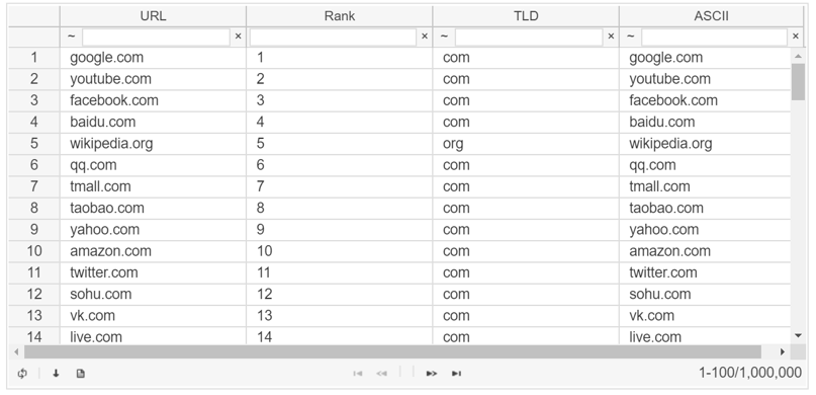 URL Rank TLD ASCII
~ × × ~ × ~ ×
1 google.com 1 com google.com
2 youtube.com 2 com youtube.com
3 facebook.com 3 com facebook.com
4 baidu.com 4 com baidu.com
5 wikipedia.org 5 org wikipedia.org
6 qq.com 6 com qq.com
7 tmall.com 7 com tmall.com
8 taobao.com 8 com taobao.com
9 yahoo.com 9 com yahoo.com
10 amazon.com 10 com amazon.com
11 twitter.com 11 com twitter.com
12 sohu.com 12 com sohu.com
13 vk.com 13 com vk.com
14 live.com 14 com live.com
1-100/1,000,000